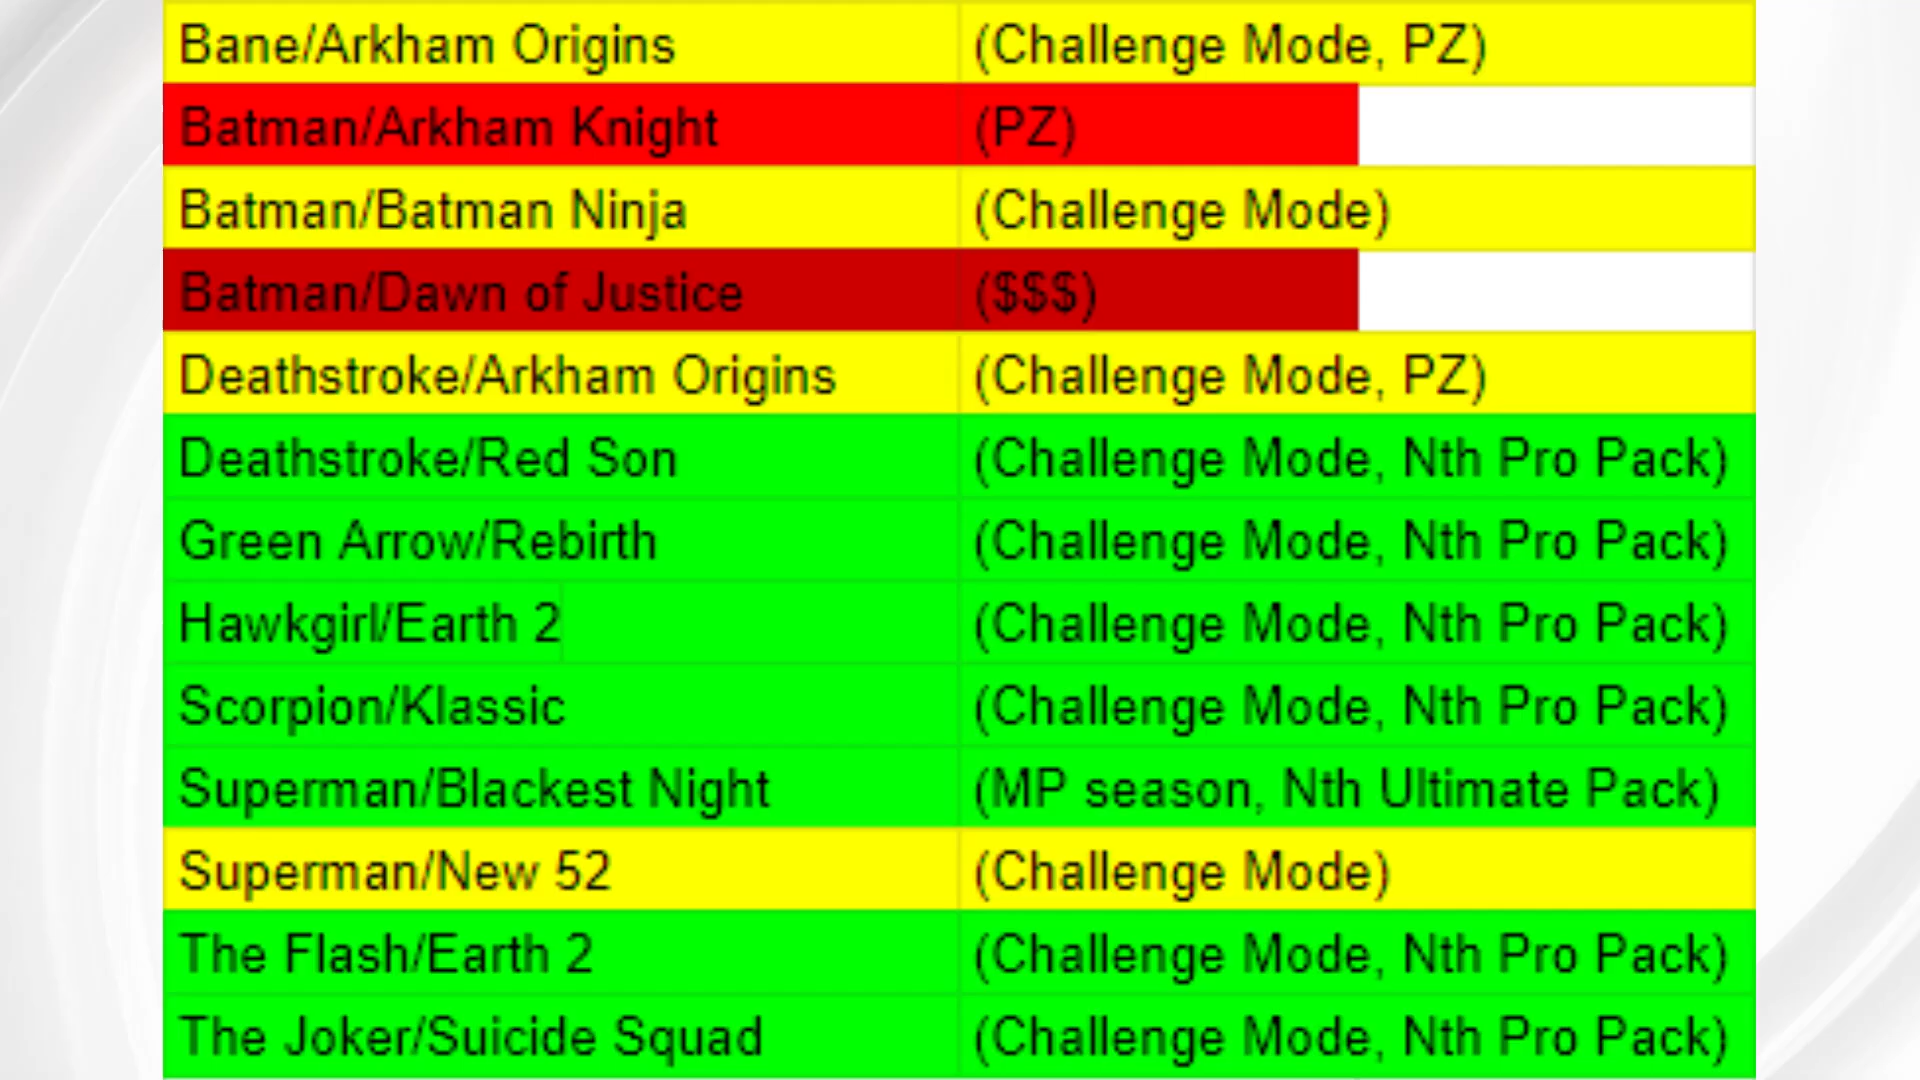 Bane/Arkham Origins (Challenge Mode, PZ)
Batman/Arkham Knight (PZ)
Batman/Batman Ninja (Challenge Mode)
Batman/Dawn of Justice ($$$)
Deathstroke/Arkham Origins (Challenge Mode, PZ)
Deathstroke/Red Son (Challenge Mode, Nth Pro Pack)
Green Arrow/Rebirth (Challenge Mode, Nth Pro Pack)
Hawkgirl/Earth 2 (Challenge Mode, Nth Pro Pack)
Scorpion/Klassic (Challenge Mode, Nth Pro Pack)
Superman/Blackest Night (MP season, Nth Ultimate Pack)
Superman/New 52 (Challenge Mode)
The Flash/Earth 2 (Challenge Mode, Nth Pro Pack)
The Joker/Suicide Squad (Challenge Mode, Nth Pro Pack)